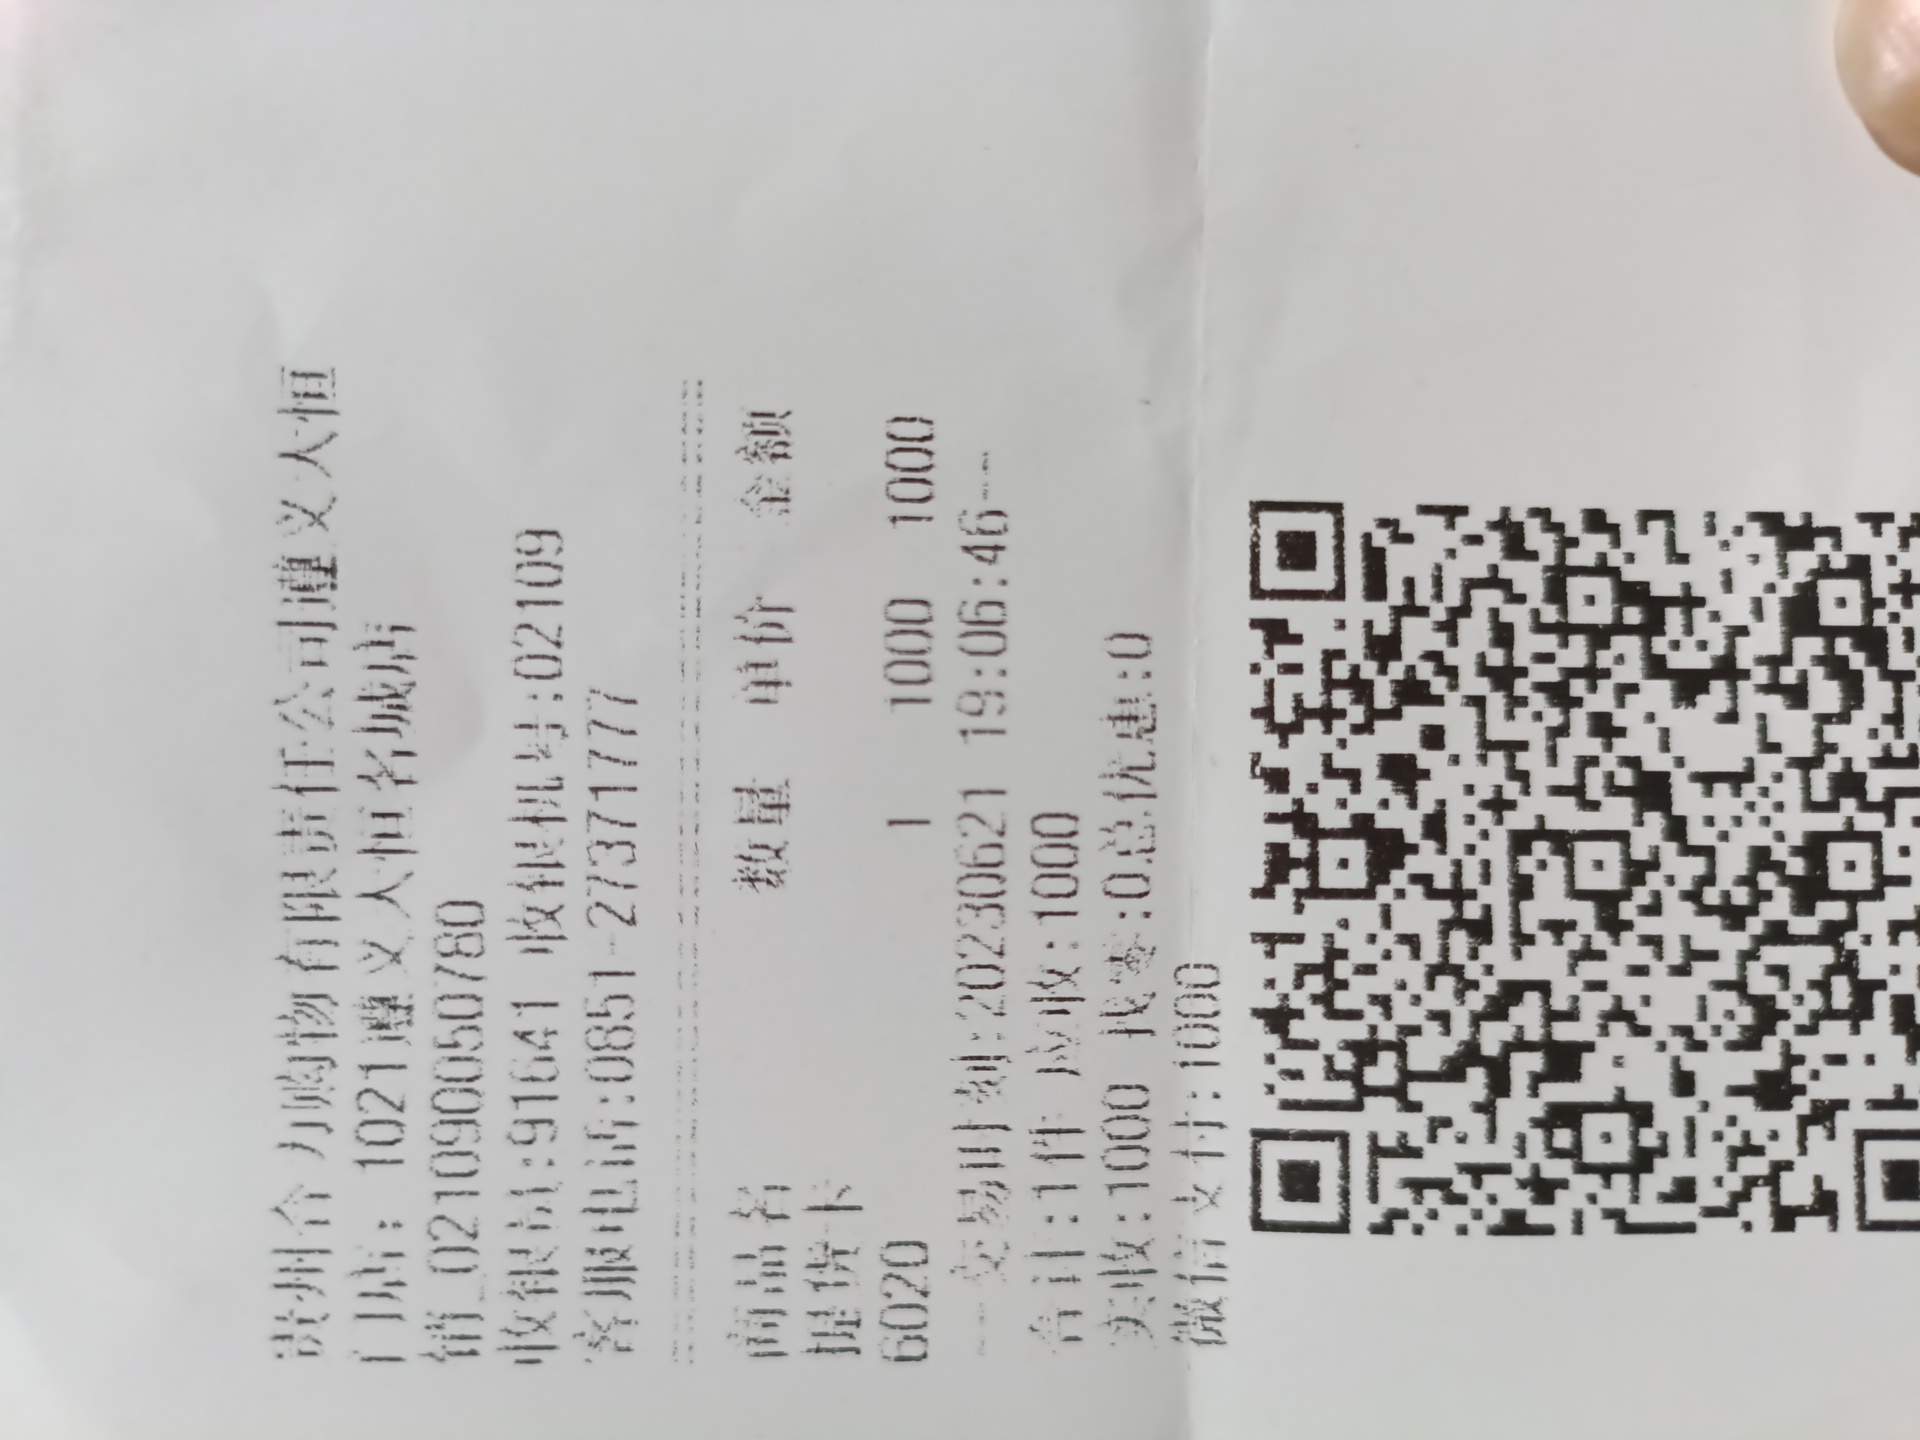 贵州合力购物有限责任公司遵义大恒
门店：1021遵义大恒名城店
销_021090050780
收银员:91641 收银机号:02109
客服电话:0851-27371777
商品名 数量 单价 金额
提货卡
6020 1 1000 1000
---交易时刻:20230621 19:06:46---
合计:1件 应收:1000
实收:1000 找零:0总优惠:0
微信支付:1000